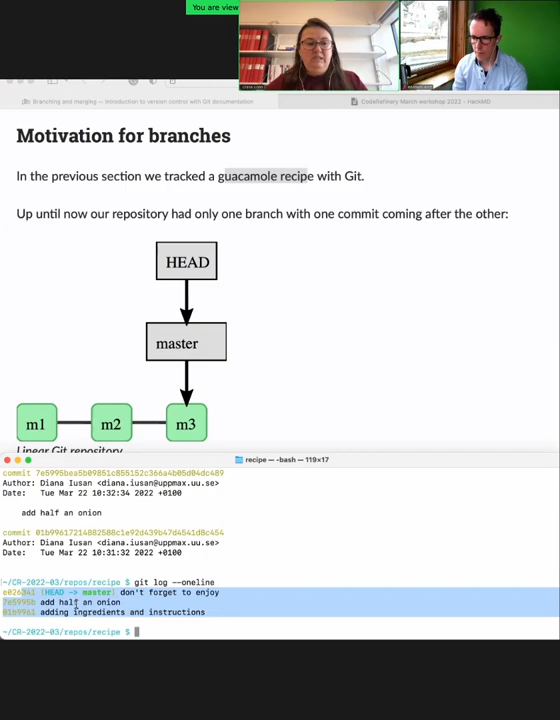 You are view
Branching and merging — Introduction to version control with Git documentation
CodeRefinery March workshop 2022 - HackMD
Motivation for branches
In the previous section we tracked a guacamole recipe with Git.
Up until now our repository had only one branch with one commit coming after the other:
HEAD
master
m1
m2
m3
Linear Git repository
recipe — -bash — 119×17
commit 7e5995bea5b09851c855152c366a4b05d04dc489
Author: Diana Iusan <diana.iusan@uppmax.uu.se>
Date:   Tue Mar 22 10:32:34 2022 +0100
add half an onion
commit 01b99617214882588c1e92d439b47d4541d8c454
Author: Diana Iusan <diana.iusan@uppmax.uu.se>
Date:   Tue Mar 22 10:31:32 2022 +0100
~/CR-2022-03/repos/recipe $ git log --oneline
e026341 (HEAD -> master) don't forget to enjoy
7e5995b add half an onion
01b9961 adding ingredients and instructions
~/CR-2022-03/repos/recipe $